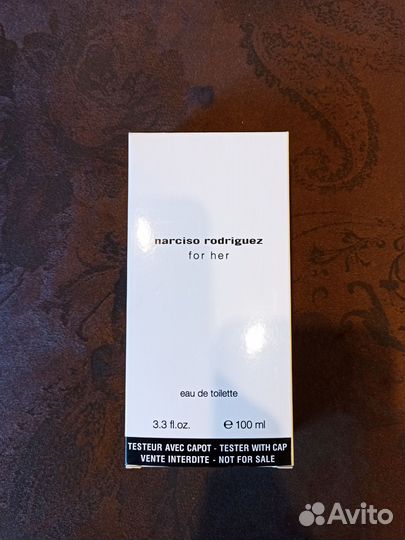 narciso rodriguez
for her
eau de toilette
3.3 fl.oz. ℮ 100 ml
TESTEUR AVEC CAPOT - TESTER WITH CAP
VENTE INTERDITE - NOT FOR SALE
Avito